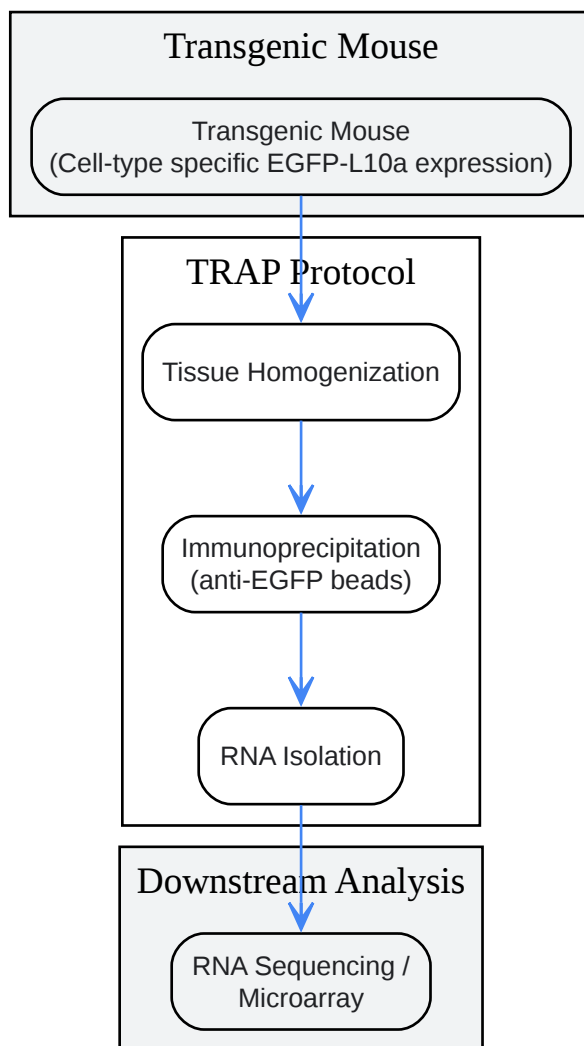 Transgenic Mouse
Transgenic Mouse
(Cell-type specific EGFP-L10a expression)
TRAP Protocol
Tissue Homogenization
Immunoprecipitation
(anti-EGFP beads)
RNA Isolation
Downstream Analysis
RNA Sequencing /
Microarray